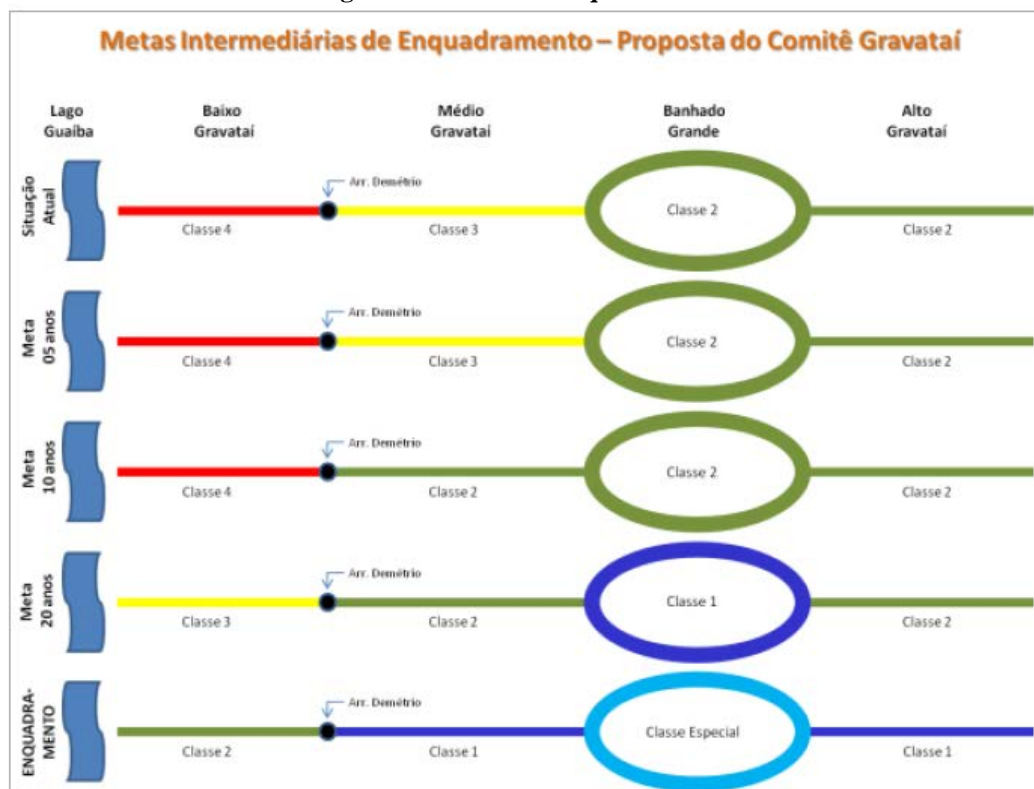 Metas Intermediárias de Enquadramento – Proposta do Comitê Gravataí
Lago
Guaíba
Baixo
Gravataí
Médio
Gravataí
Banhado
Grande
Alto
Gravataí
Situação
Atual
Arr. Demétrio
Classe 4
Classe 3
Classe 2
Classe 2
Meta
05 anos
Arr. Demétrio
Classe 4
Classe 3
Classe 2
Classe 2
Meta
10 anos
Arr. Demétrio
Classe 4
Classe 2
Classe 2
Classe 2
Meta
20 anos
Arr. Demétrio
Classe 3
Classe 2
Classe 1
Classe 2
ENQUADRA-
MENTO
Arr. Demétrio
Classe 2
Classe 1
Classe Especial
Classe 1